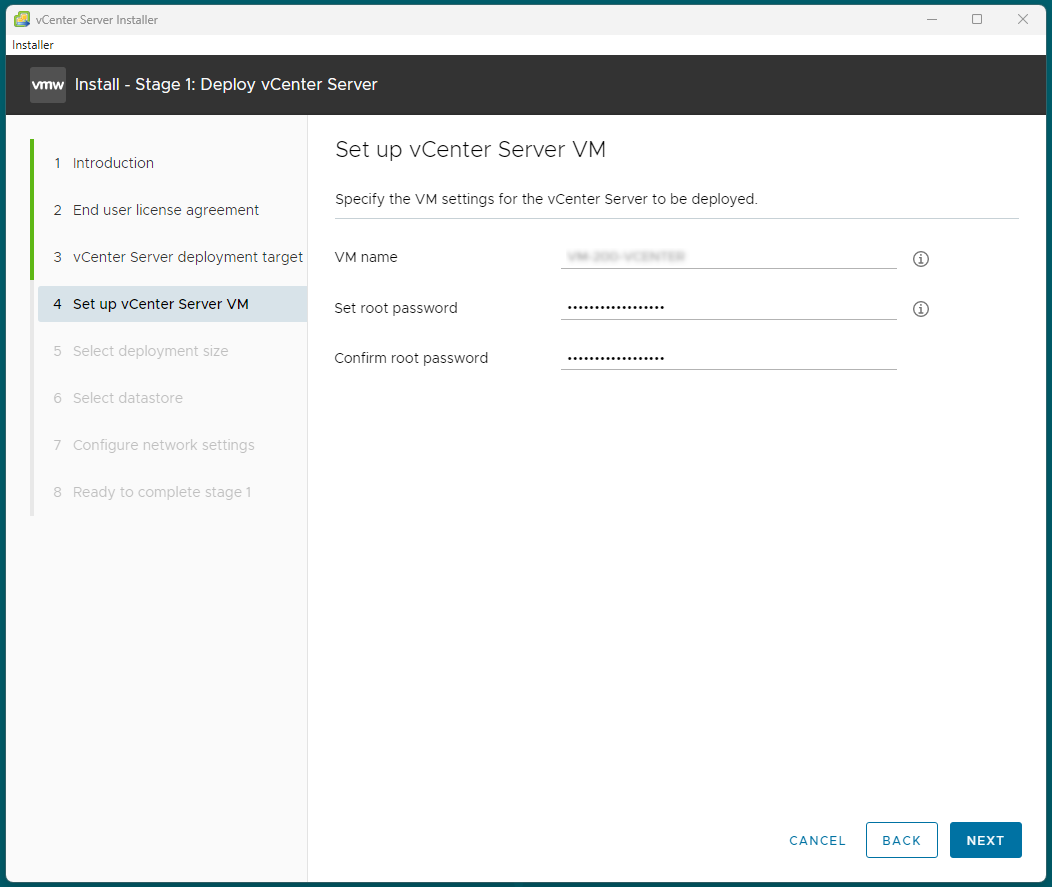 vCenter Server Installer
Installer
vmw Install - Stage 1: Deploy vCenter Server
1 Introduction
2 End user license agreement
3 vCenter Server deployment target
4 Set up vCenter Server VM
5 Select deployment size
6 Select datastore
7 Configure network settings
8 Ready to complete stage 1
Set up vCenter Server VM
Specify the VM settings for the vCenter Server to be deployed.
VM name
Set root password ••••••••••••••••••
Confirm root password ••••••••••••••••••
CANCEL BACK NEXT